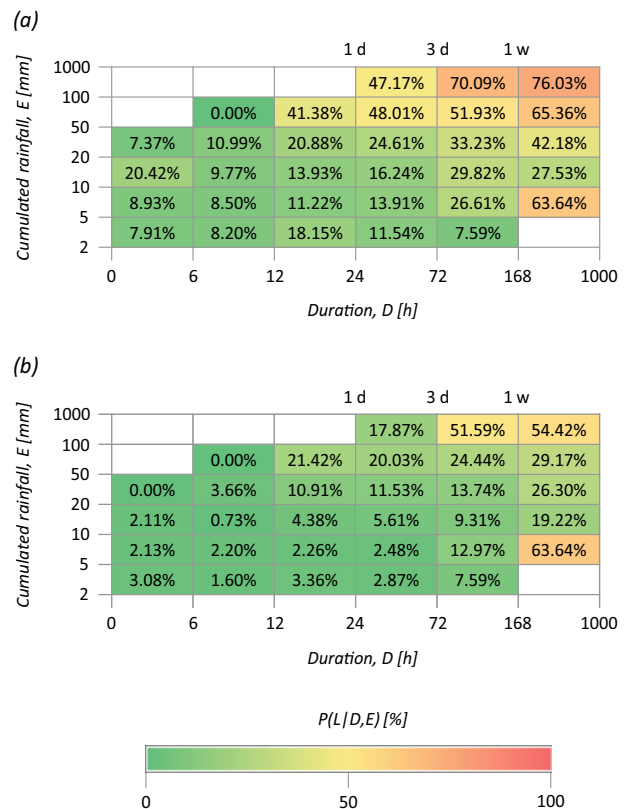 (a)
1 d 3 d 1 w
Cumulated rainfall, E [mm]
1000
47.17% 70.09% 76.03%
100
0.00% 41.38% 48.01% 51.93% 65.36%
50
7.37% 10.99% 20.88% 24.61% 33.23% 42.18%
20
20.42% 9.77% 13.93% 16.24% 29.82% 27.53%
10
8.93% 8.50% 11.22% 13.91% 26.61% 63.64%
5
7.91% 8.20% 18.15% 11.54% 7.59%
2
0 6 12 24 72 168 1000
Duration, D [h]
(b)
1 d 3 d 1 w
Cumulated rainfall, E [mm]
1000
17.87% 51.59% 54.42%
100
0.00% 21.42% 20.03% 24.44% 29.17%
50
0.00% 3.66% 10.91% 11.53% 13.74% 26.30%
20
2.11% 0.73% 4.38% 5.61% 9.31% 19.22%
10
2.13% 2.20% 2.26% 2.48% 12.97% 63.64%
5
3.08% 1.60% 3.36% 2.87% 7.59%
2
0 6 12 24 72 168 1000
Duration, D [h]
P(L|D,E) [%]
0 50 100